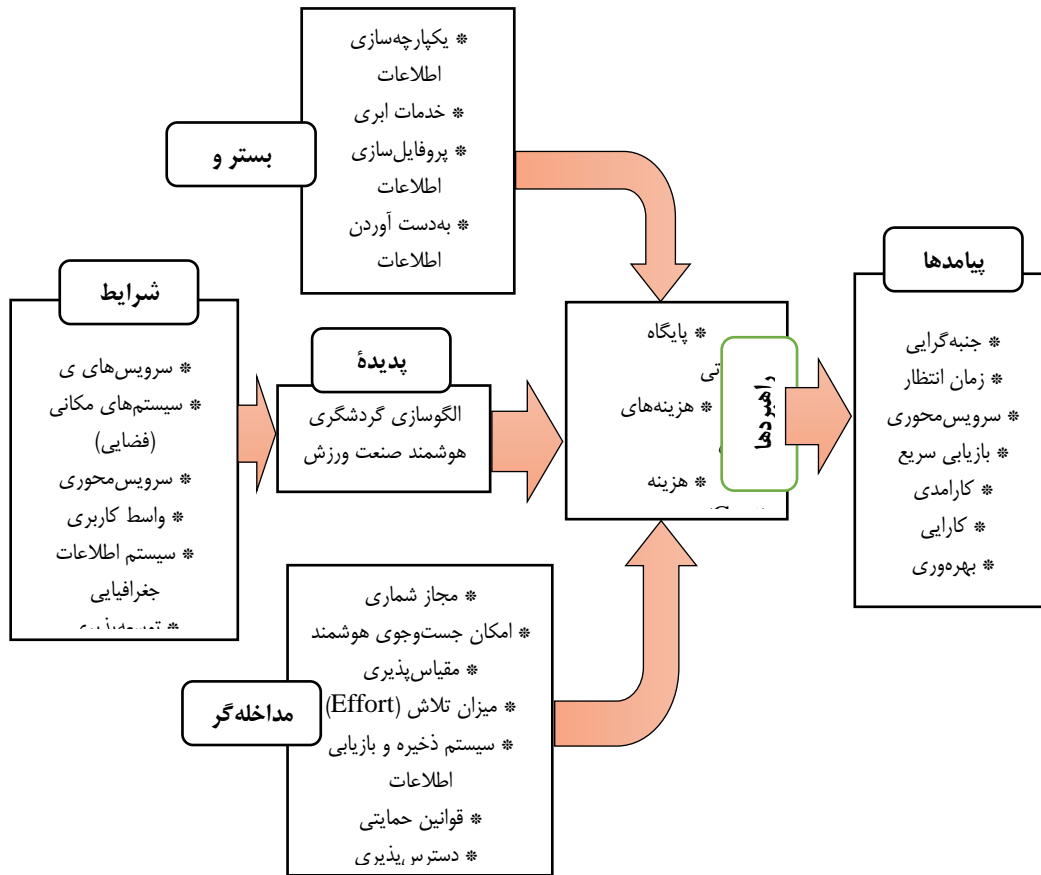 بستر و
* یکپارچه‌سازی
اطلاعات
* خدمات ابری
* پروفایل‌سازی
اطلاعات
* به‌دست آوردن
اطلاعات
شرایط
* سرویس‌های ی
* سیستم‌های مکانی
(فضایی)
* سرویس‌محوری
* واسط کاربری
* سیستم اطلاعات
جغرافیایی
پدیدهٔ
الگوسازی گردشگری
هوشمند صنعت ورزش
مداخله‌گر
* مجاز شماری
* امکان جست‌وجوی هوشمند
* مقیاس‌پذیری
* میزان تلاش (Effort)
* سیستم ذخیره و بازیابی
اطلاعات
* قوانین حمایتی
* دسترس‌پذیری
راهبردها
* پایگاه
تی
* هزینه‌های
* هزینه
پیامدها
* جنبه‌گرایی
* زمان انتظار
* سرویس‌محوری
* بازیابی سریع
* کارامدی
* کارایی
* بهره‌وری